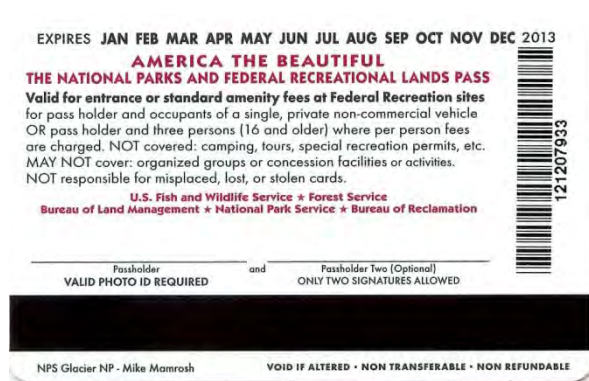 EXPIRES JAN FEB MAR APR MAY JUN JUL AUG SEP OCT NOV DEC 2013
AMERICA THE BEAUTIFUL
THE NATIONAL PARKS AND FEDERAL RECREATIONAL LANDS PASS
Valid for entrance or standard amenity fees at Federal Recreation sites
for pass holder and occupants of a single, private non-commercial vehicle
OR pass holder and three persons (16 and older) where per person fees
are charged. NOT covered: camping, tours, special recreation permits, etc.
MAY NOT cover: organized groups or concession facilities or activities.
NOT responsible for misplaced, lost, or stolen cards.
U.S. Fish and Wildlife Service ★ Forest Service
Bureau of Land Management ★ National Park Service ★ Bureau of Reclamation
121207933
Passholder and Passholder Two (Optional)
VALID PHOTO ID REQUIRED ONLY TWO SIGNATURES ALLOWED
NPS Glacier NP - Mike Mamrosh VOID IF ALTERED • NON TRANSFERABLE • NON REFUNDABLE